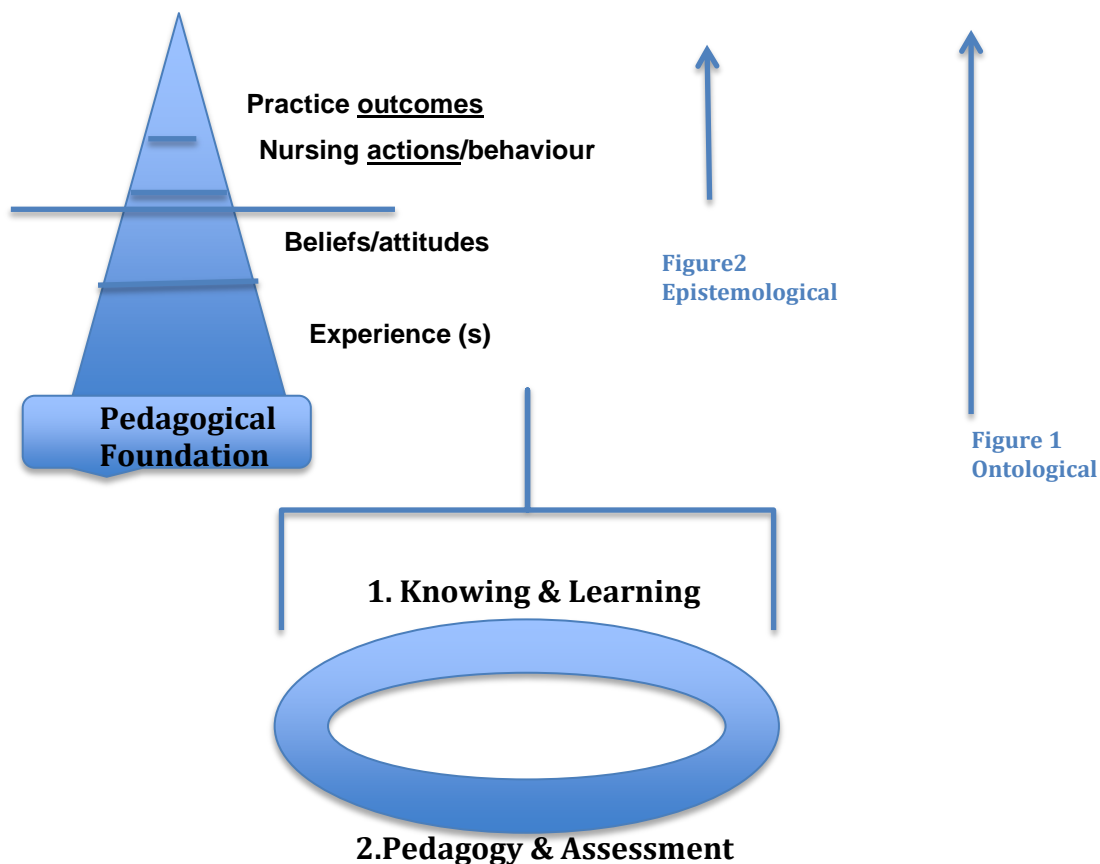 Practice outcomes
Nursing actions/behaviour
Beliefs/attitudes
Experience (s)
Pedagogical
Foundation
Figure2
Epistemological
Figure 1
Ontological
1. Knowing & Learning
2.Pedagogy & Assessment